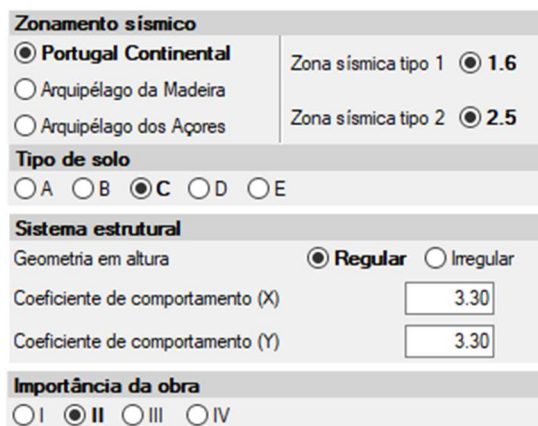 Zonamento sísmico
Portugal Continental
Arquipélago da Madeira
Arquipélago dos Açores
Zona sísmica tipo 1 1.6
Zona sísmica tipo 2 2.5
Tipo de solo
A B C D E
Sistema estrutural
Geometria em altura Regular Irregular
Coeficiente de comportamento (X) 3.30
Coeficiente de comportamento (Y) 3.30
Importância da obra
I II III IV